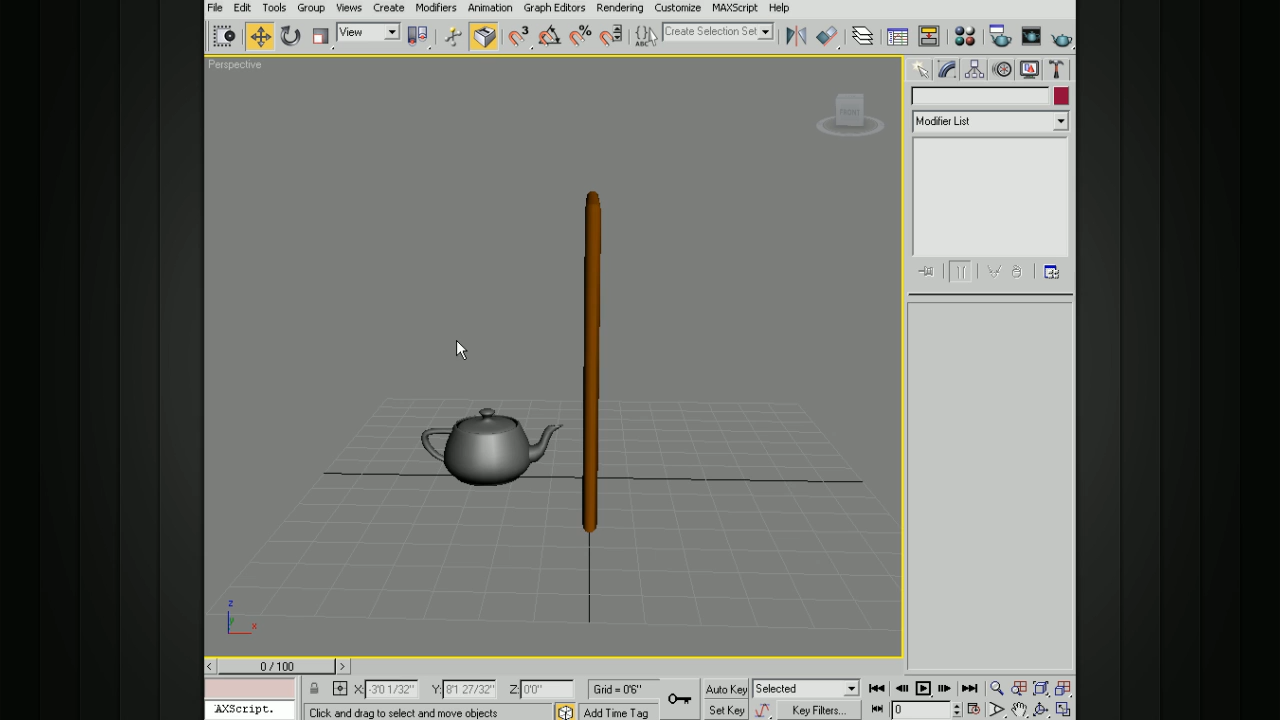 File Edit Tools Group Views Create Modifiers Animation Graph Editors Rendering Customize MAXScript Help
View Create Selection Set
Perspective
FRONT
Modifier List
z
y
x
0 / 100
X: -3'0 1/32" Y: 8'1 27/32" Z: 0'0" Grid = 0'6" Auto Key Selected
AXScript. Click and drag to select and move objects Add Time Tag Set Key Key Filters... 0